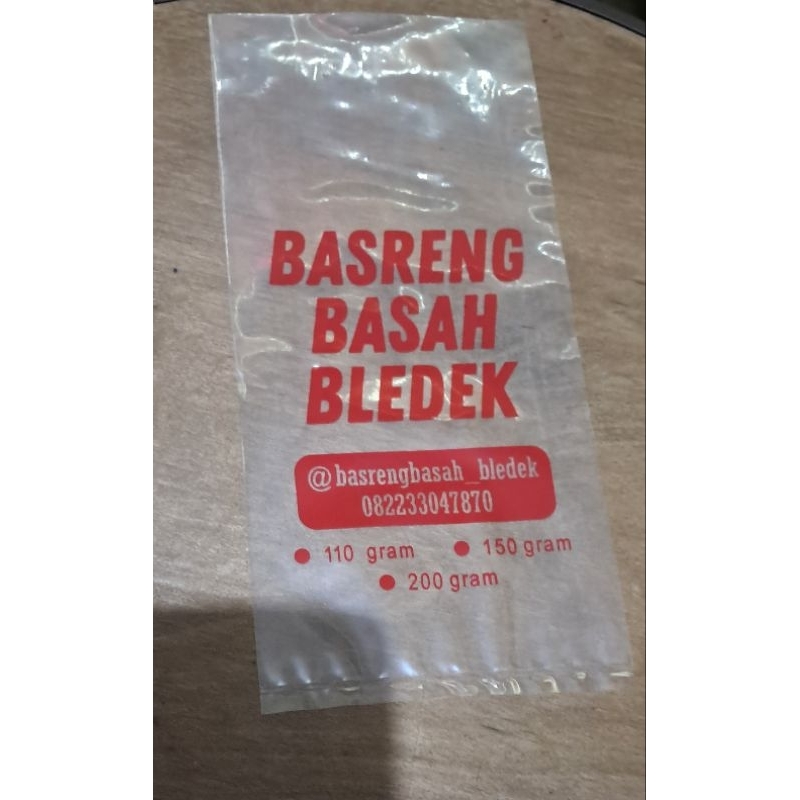 BASRENG
BASAH
BLEDEK
@basrengbasah_bledek
082233047870
● 110 gram ● 150 gram
● 200 gram